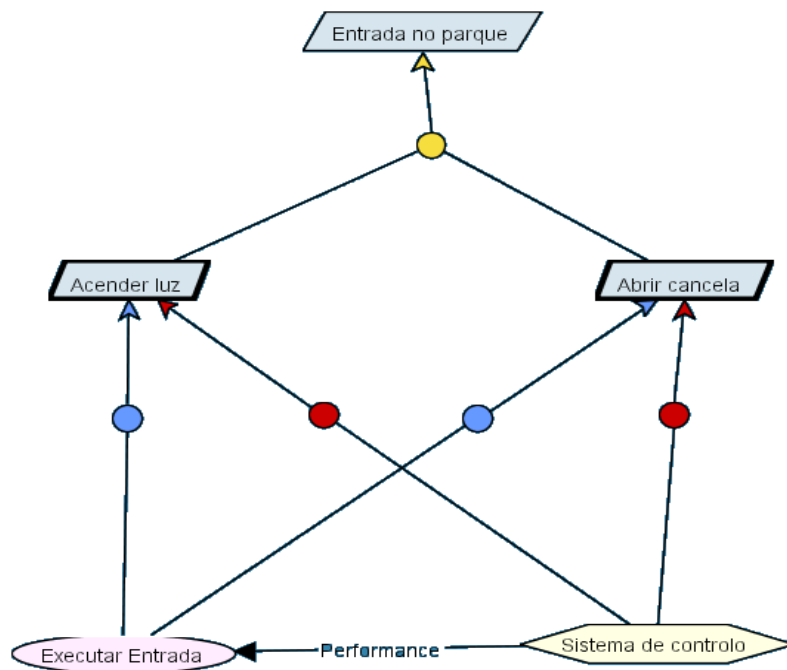 Entrada no parque
Acender luz
Abrir cancela
Executar Entrada
Performance
Sistema de controlo